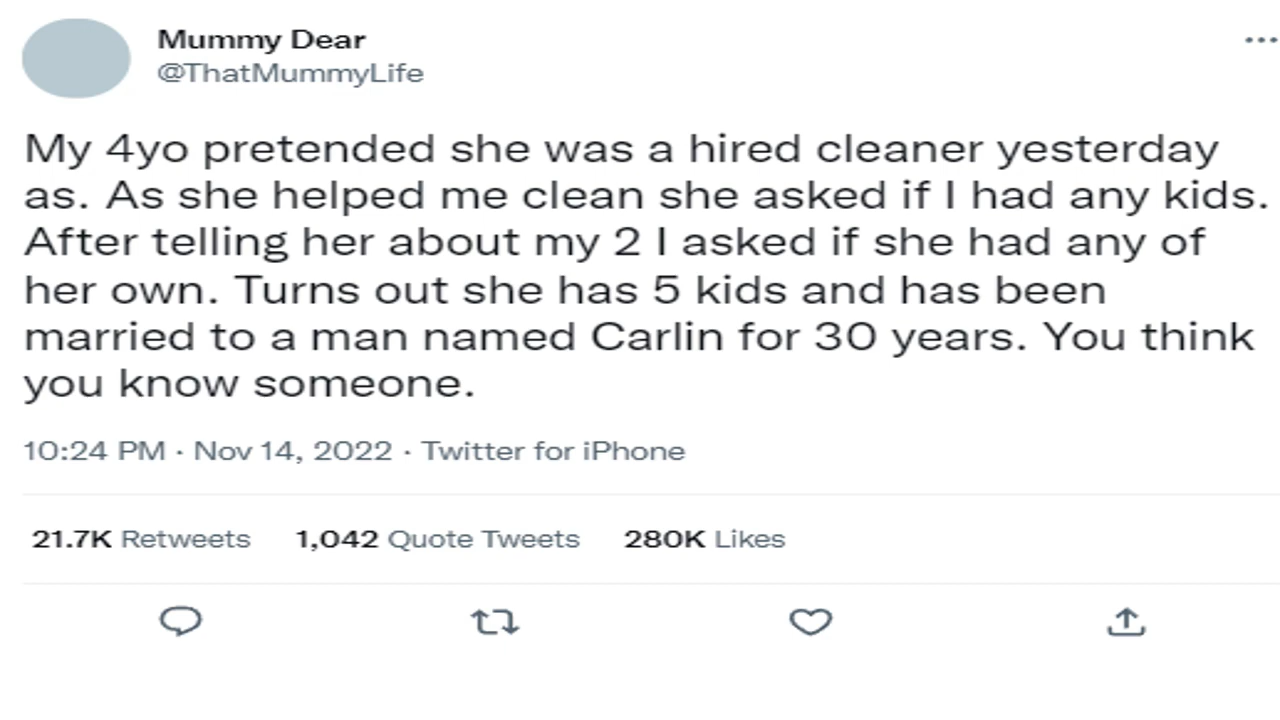 Mummy Dear
@ThatMummyLife
My 4yo pretended she was a hired cleaner yesterday
as. As she helped me clean she asked if I had any kids.
After telling her about my 2 I asked if she had any of
her own. Turns out she has 5 kids and has been
married to a man named Carlin for 30 years. You think
you know someone.
10:24 PM · Nov 14, 2022 · Twitter for iPhone
21.7K Retweets 1,042 Quote Tweets 280K Likes